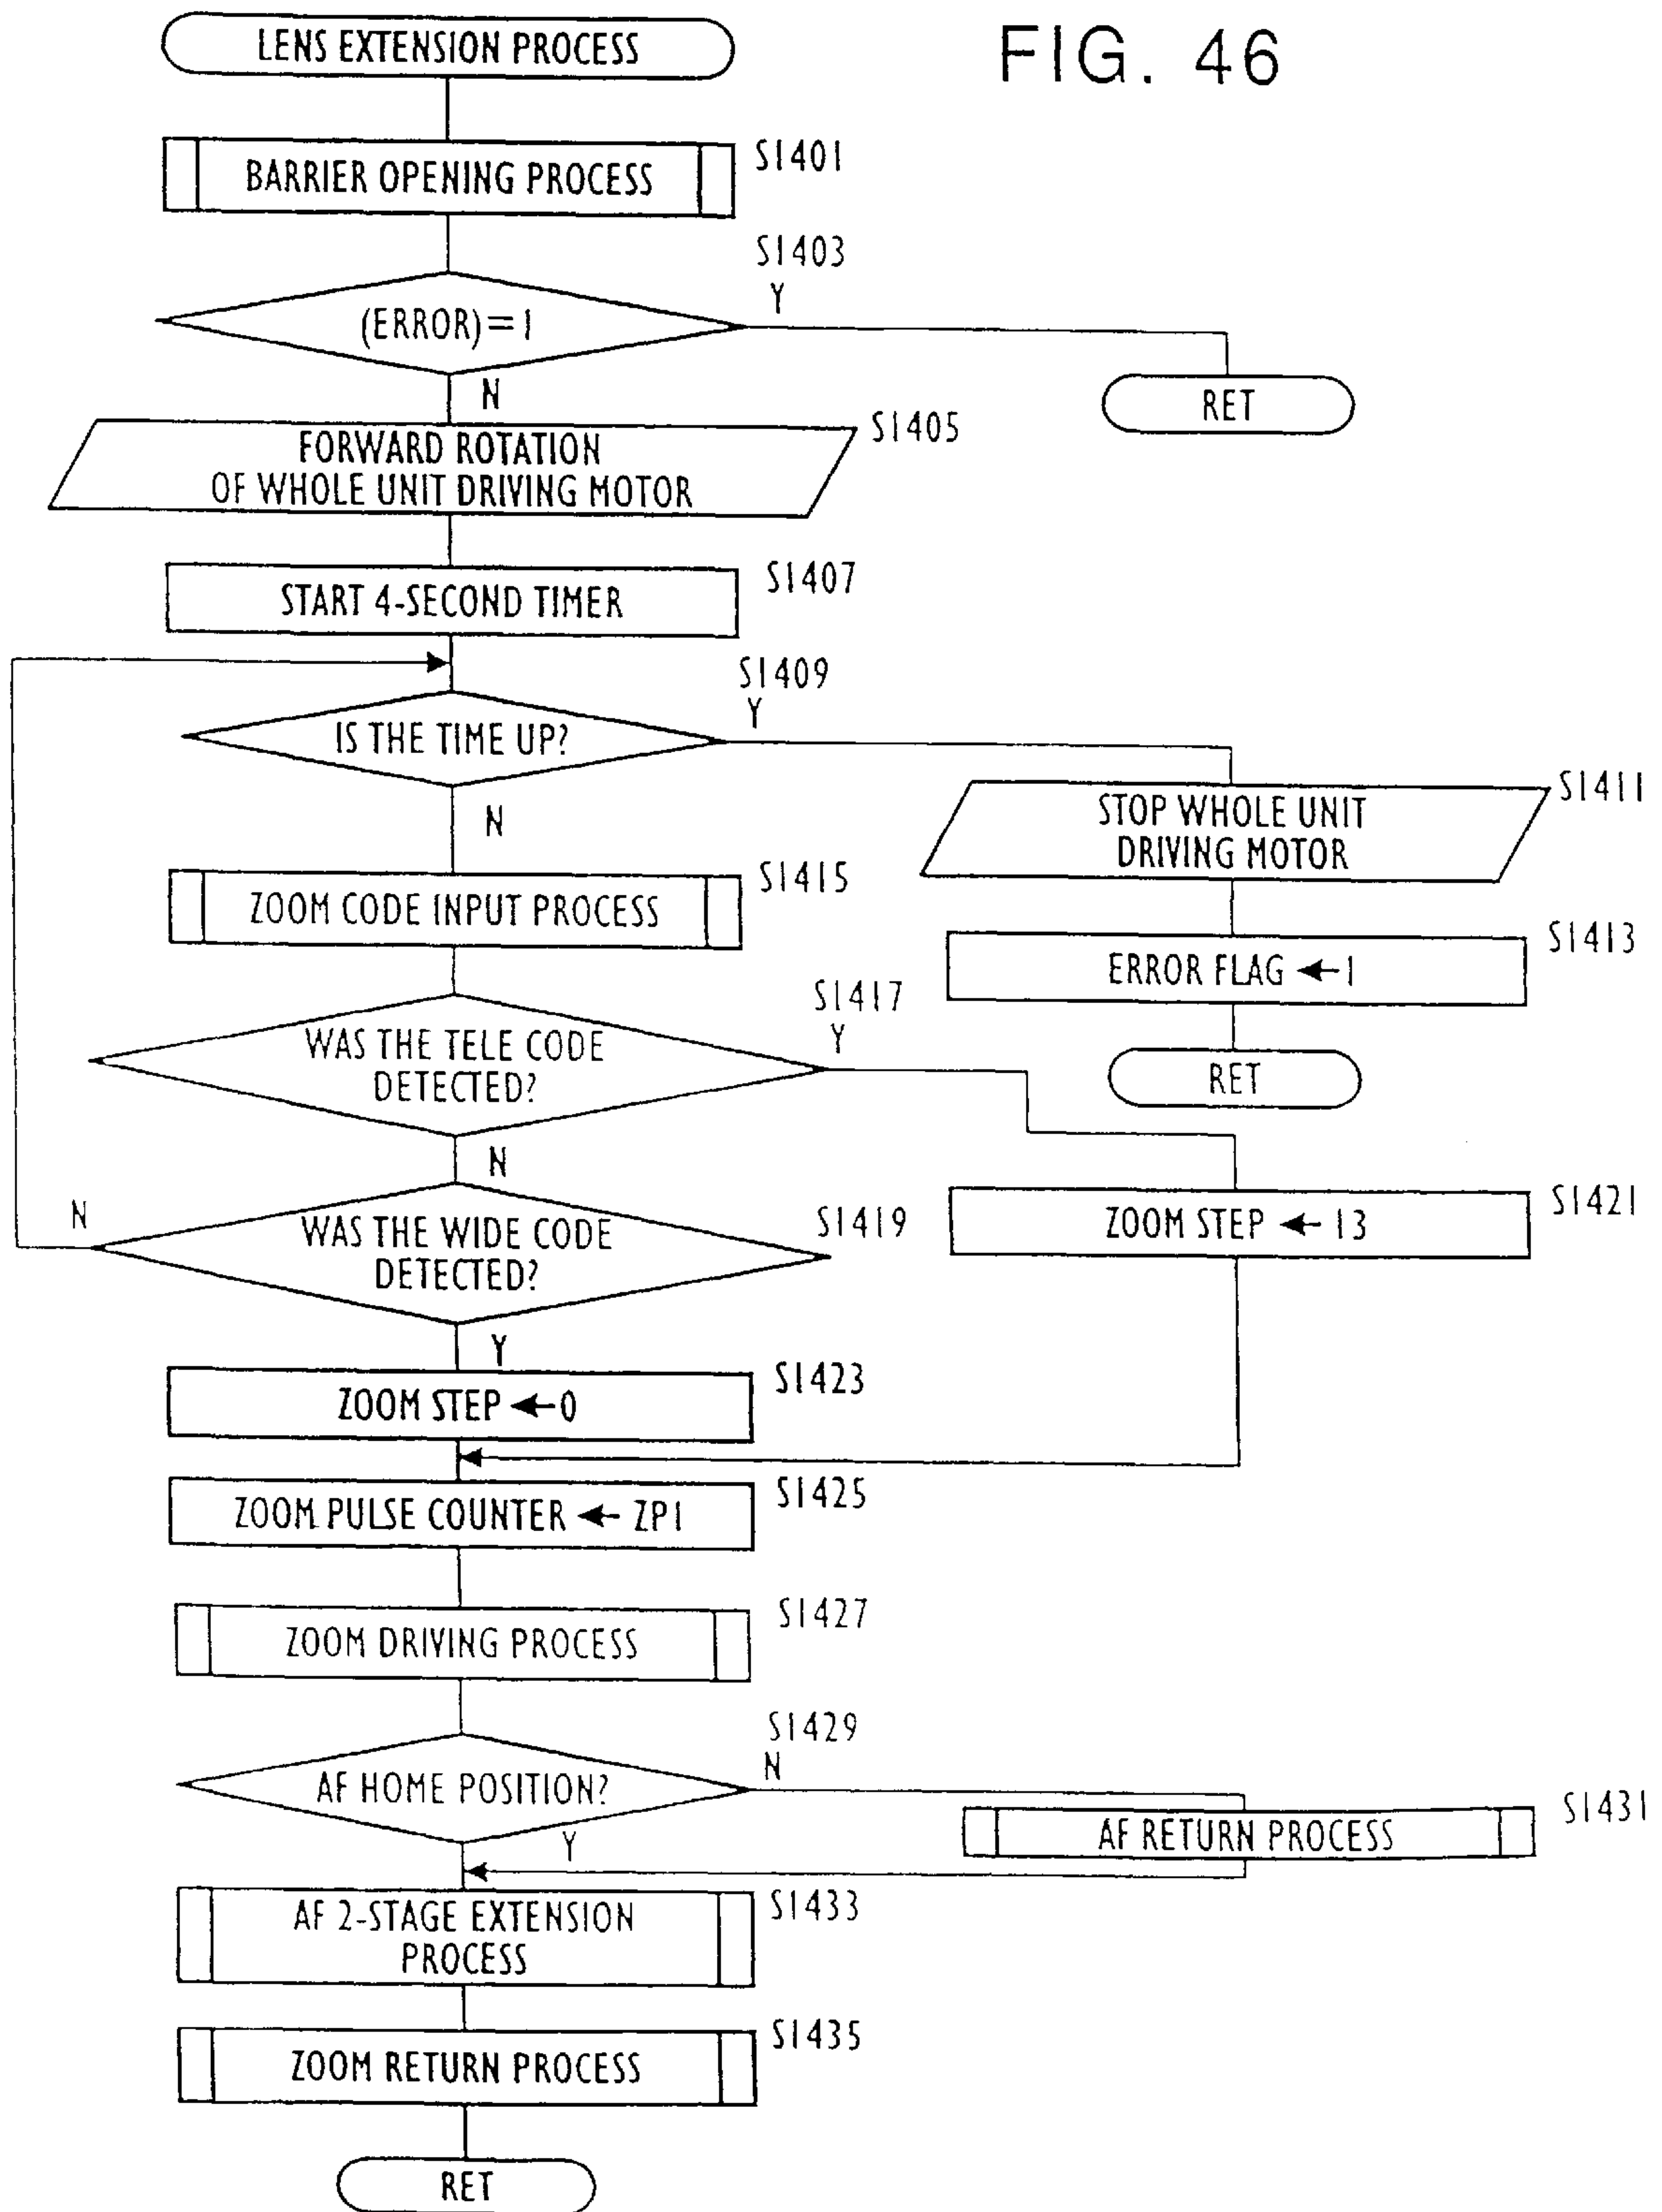 FIG. 46
LENS EXTENSION PROCESS
BARRIER OPENING PROCESS
S1401
S1403
(ERROR)=1
Y
N
RET
FORWARD ROTATION
OF WHOLE UNIT DRIVING MOTOR
S1405
START 4-SECOND TIMER
S1407
S1409
IS THE TIME UP?
Y
N
STOP WHOLE UNIT
DRIVING MOTOR
S1411
ZOOM CODE INPUT PROCESS
S1415
ERROR FLAG ←1
S1413
RET
S1417
WAS THE TELE CODE
DETECTED?
Y
N
ZOOM STEP ← 13
S1421
WAS THE WIDE CODE
DETECTED?
S1419
N
Y
ZOOM STEP ←0
S1423
ZOOM PULSE COUNTER ← ZP1
S1425
ZOOM DRIVING PROCESS
S1427
S1429
AF HOME POSITION?
N
Y
AF RETURN PROCESS
S1431
AF 2-STAGE EXTENSION
PROCESS
S1433
ZOOM RETURN PROCESS
S1435
RET